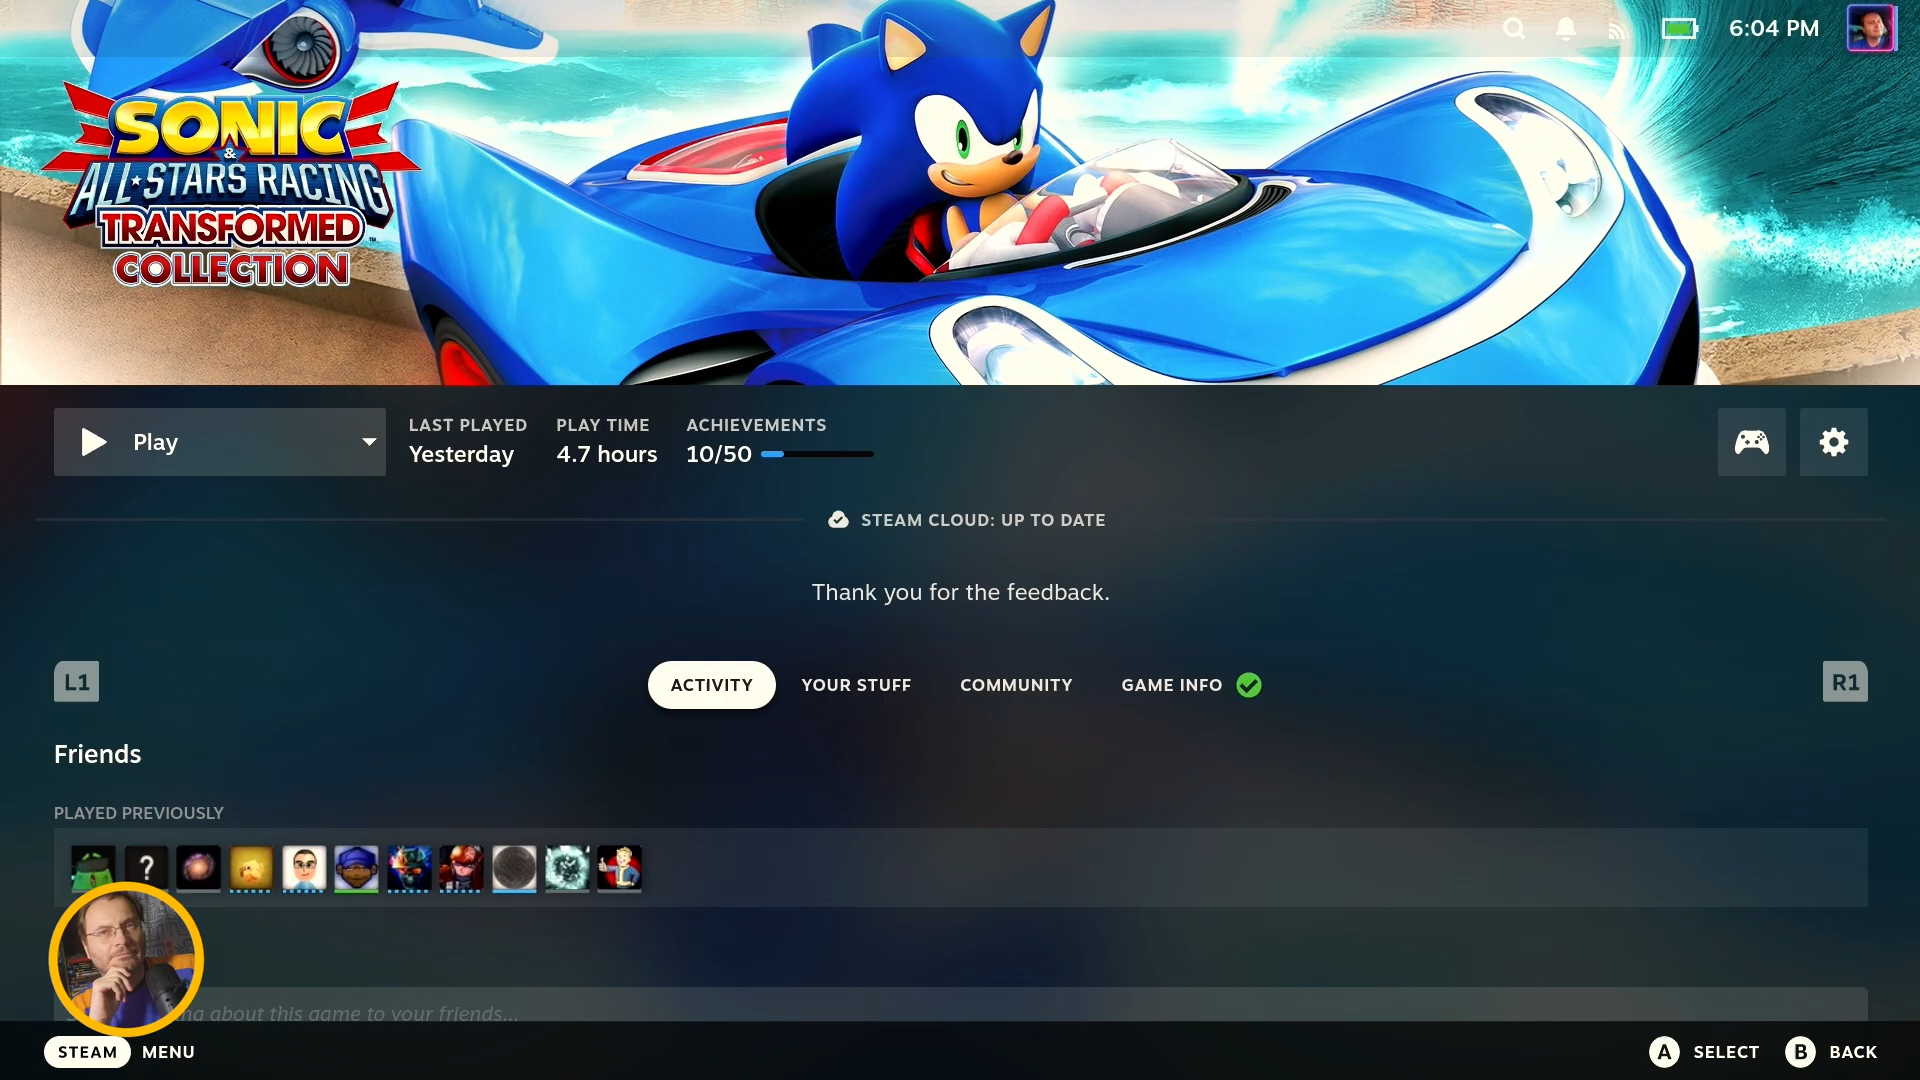 6:04 PM
SONIC
&
ALL★STARS RACING
TRANSFORMED™
COLLECTION
Play
LAST PLAYED
Yesterday
PLAY TIME
4.7 hours
ACHIEVEMENTS
10/50
STEAM CLOUD: UP TO DATE
Thank you for the feedback.
L1
ACTIVITY
YOUR STUFF
COMMUNITY
GAME INFO
R1
Friends
PLAYED PREVIOUSLY
?
about this game to your friends...
STEAM MENU
A SELECT
B BACK